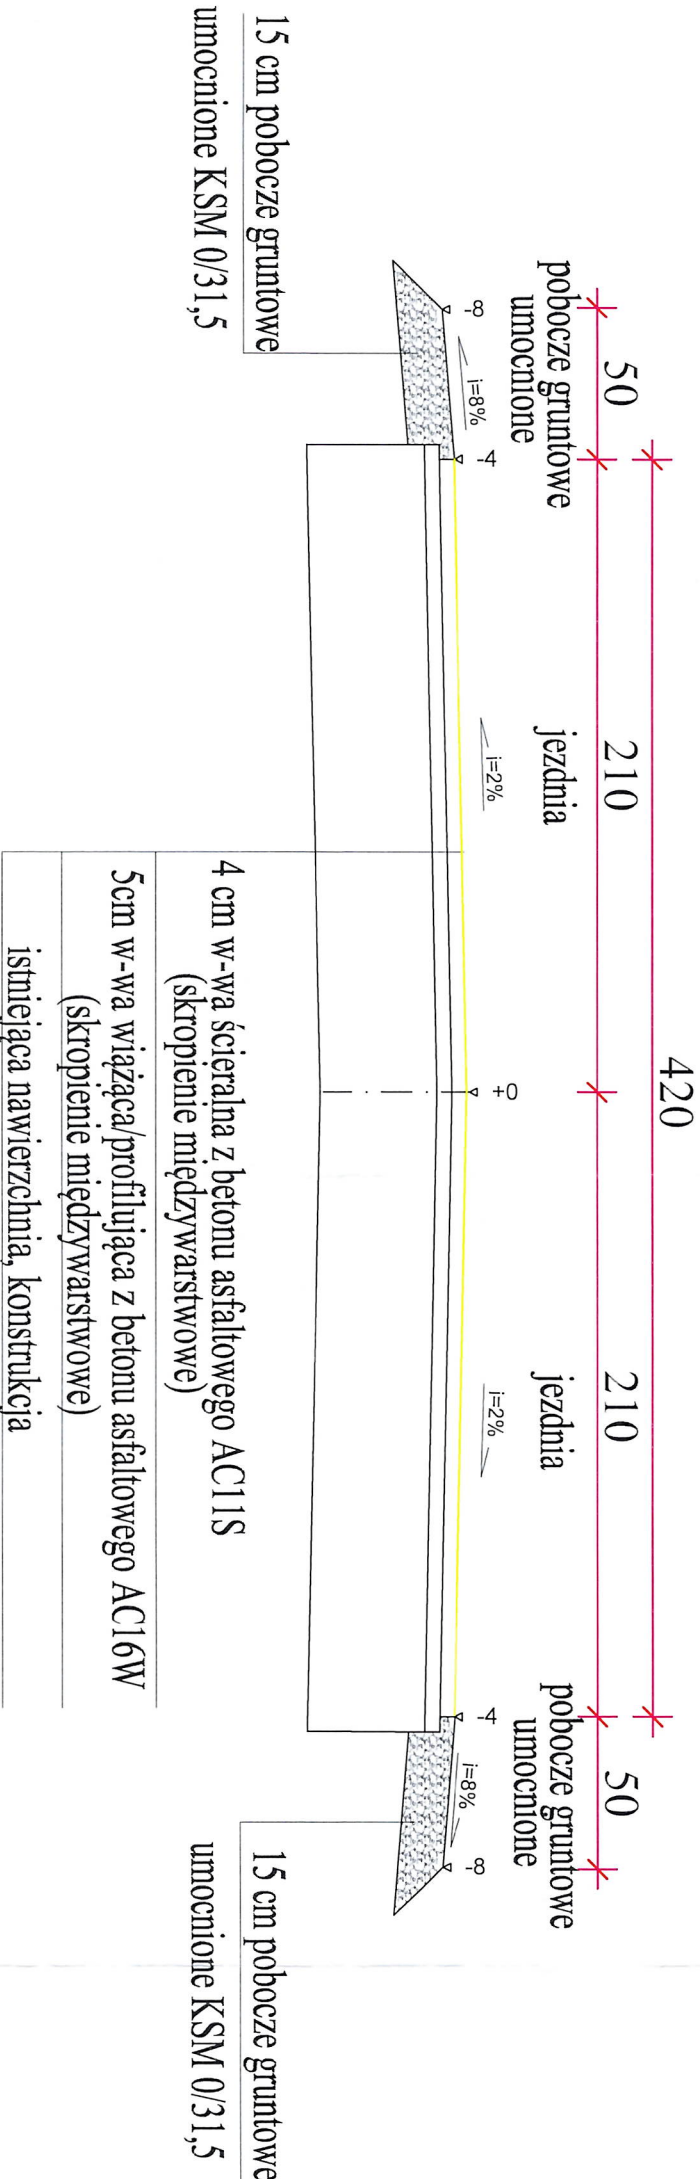 420
50
210
210
50
pobocze gruntowe
umocnione
jezdnia
jezdnia
pobocze gruntowe
umocnione
-8
i=8%
-4
i=2%
+0
i=2%
-4
i=8%
-8
15 cm pobocze gruntowe
umocnione KSM 0/31,5
4 cm w-wa ścieralna z betonu asfaltowego AC11S
(skropienie międzywarstwowe)
5cm w-wa wiążąca/profilująca z betonu asfaltowego AC16W
(skropienie międzywarstwowe)
istniejąca nawierzchnia, konstrukcja
15 cm pobocze gruntowe
umocnione KSM 0/31,5